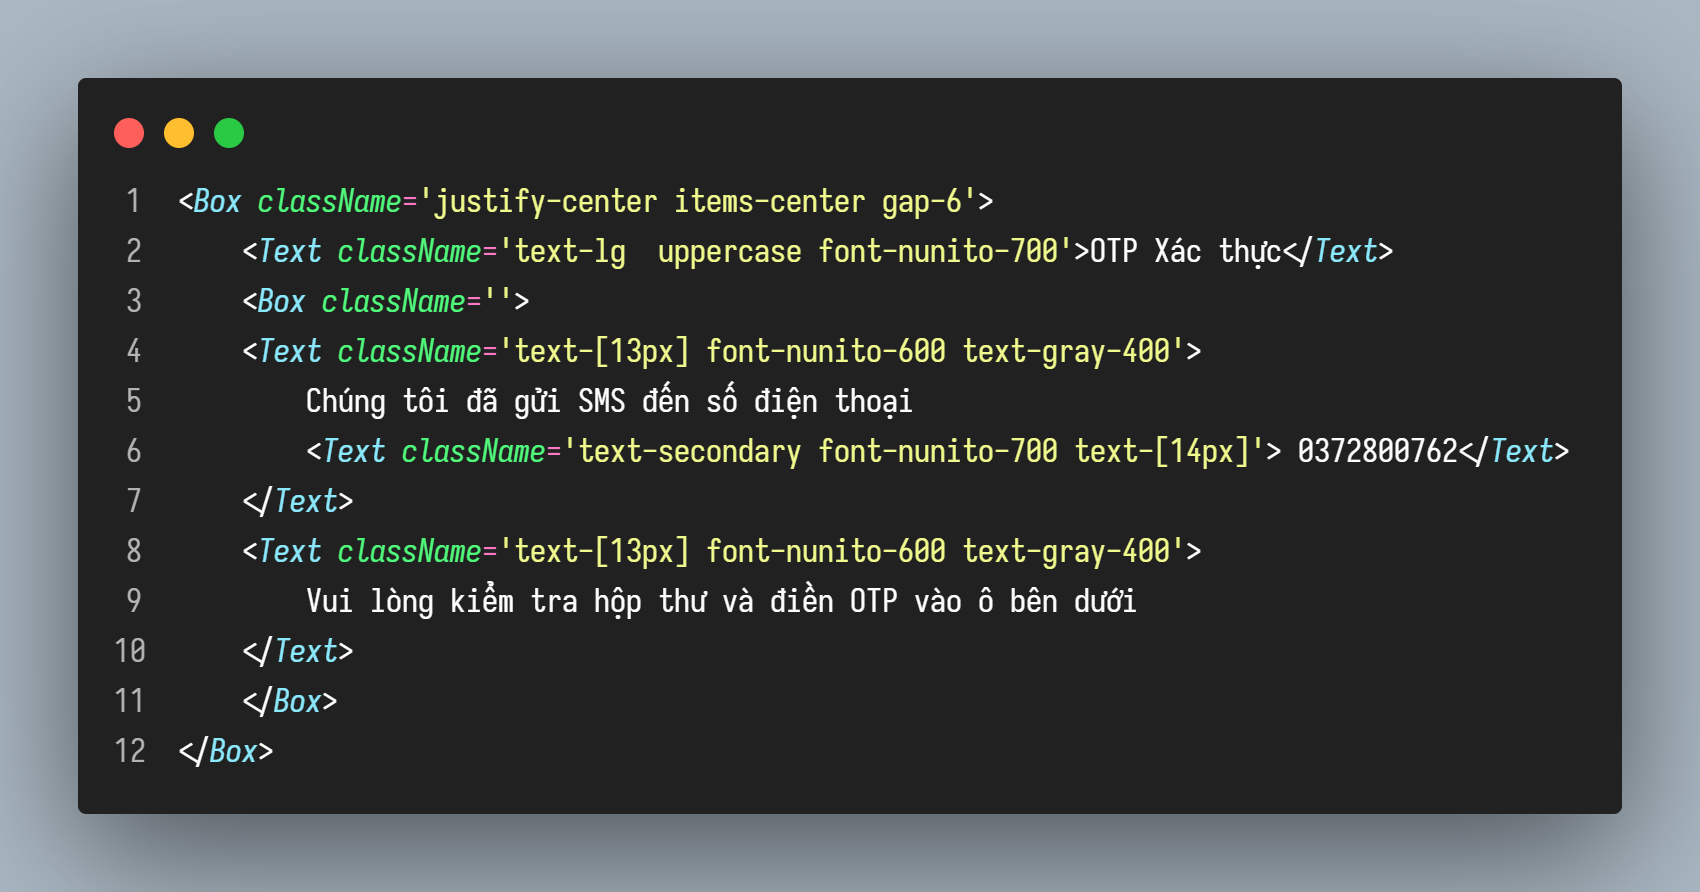 1 <Box className='justify-center items-center gap-6'>
2     <Text className='text-lg  uppercase font-nunito-700'>OTP Xác thực</Text>
3     <Box className=''>
4     <Text className='text-[13px] font-nunito-600 text-gray-400'>
5         Chúng tôi đã gửi SMS đến số điện thoại
6         <Text className='text-secondary font-nunito-700 text-[14px]'> 0372800762</Text>
7     </Text>
8     <Text className='text-[13px] font-nunito-600 text-gray-400'>
9         Vui lòng kiểm tra hộp thư và điền OTP vào ô bên dưới
10     </Text>
11     </Box>
12 </Box>